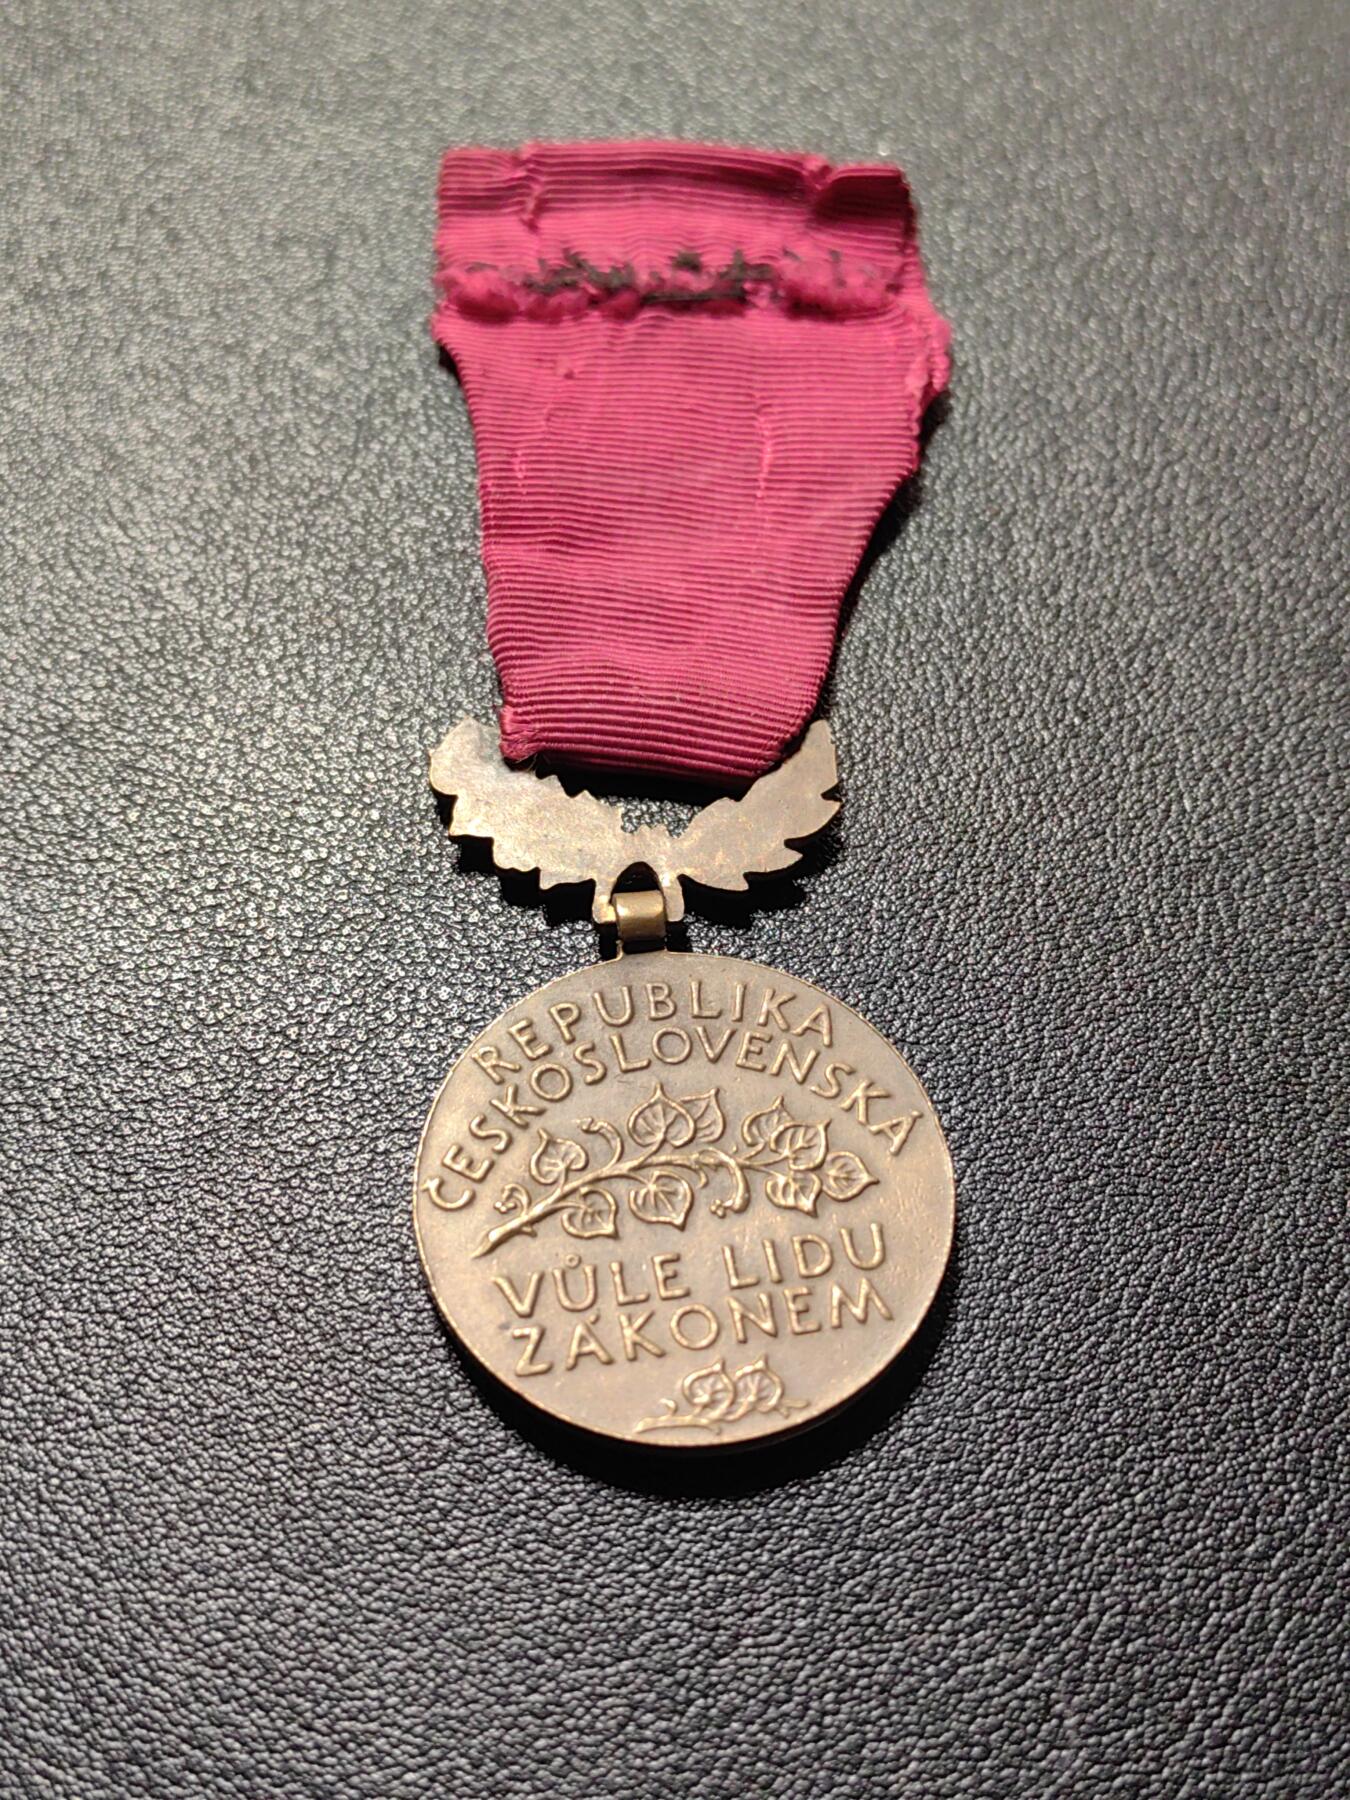 REPUBLIKA
ČESKOSLOVENSKÁ
VŮLE LIDU
ZÁKONEM